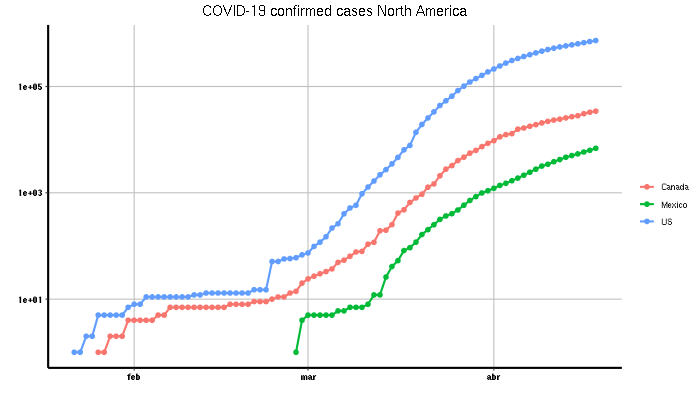 COVID-19 confirmed cases North America
1e+05
1e+03
1e+01
feb
mar
abr
Canada
Mexico
US